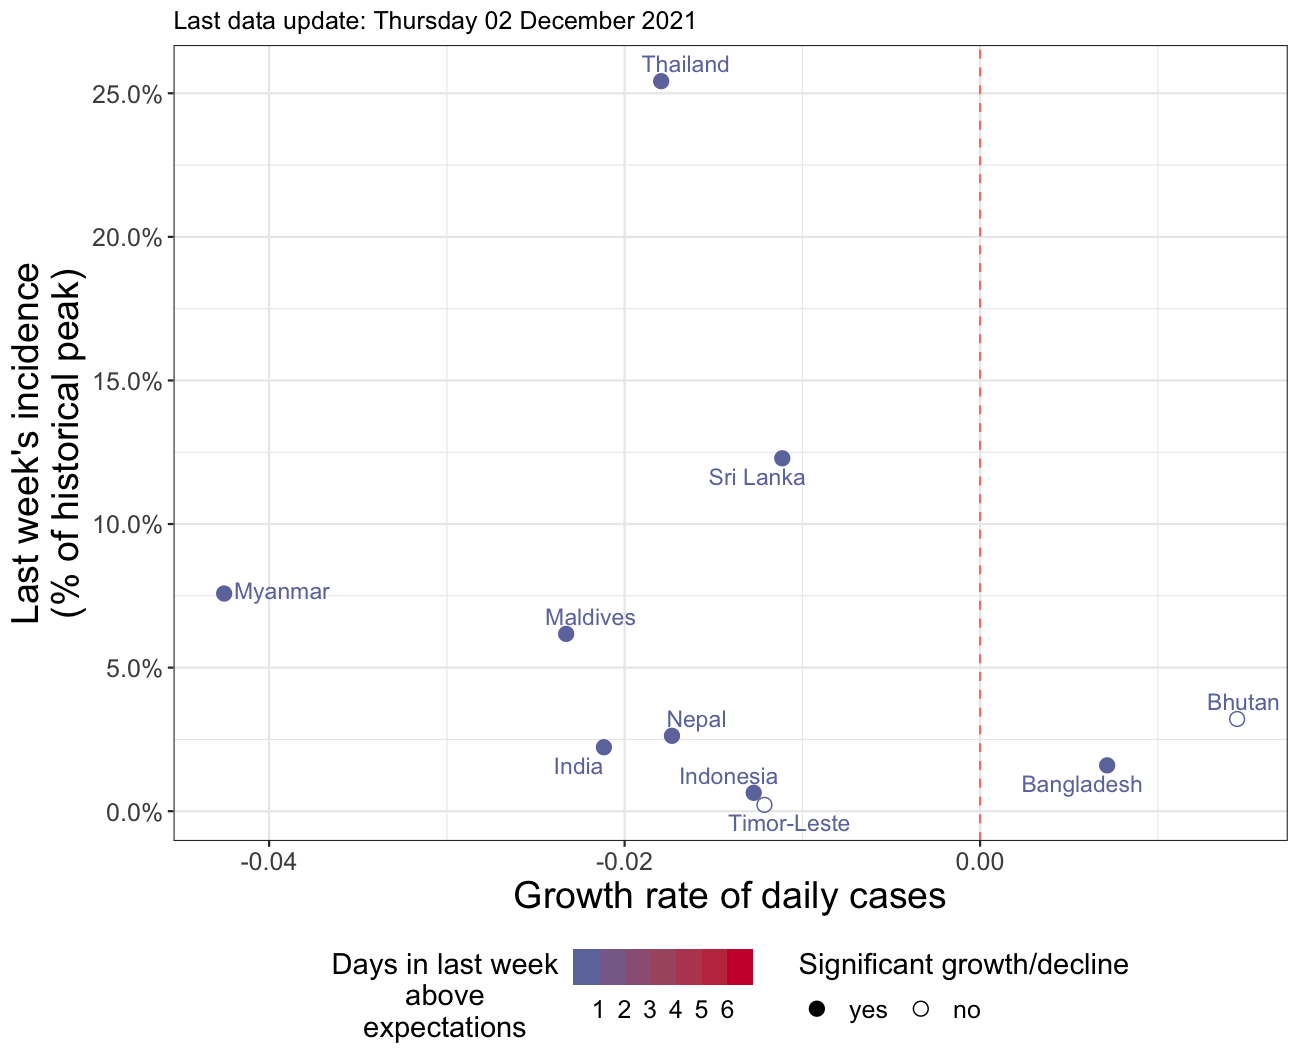 Last data update: Thursday 02 December 2021
Thailand
25.0%
20.0%
15.0%
Sri Lanka
10.0%
Myanmar
Maldives
5.0%
Bhutan
Nepal
India
Indonesia
Bangladesh
0.0%
Timor-Leste
Last week's incidence
(% of historical peak)
-0.04
-0.02
0.00
Growth rate of daily cases
Days in last week
above
expectations
1 2 3 4 5 6
Significant growth/decline
yes
no